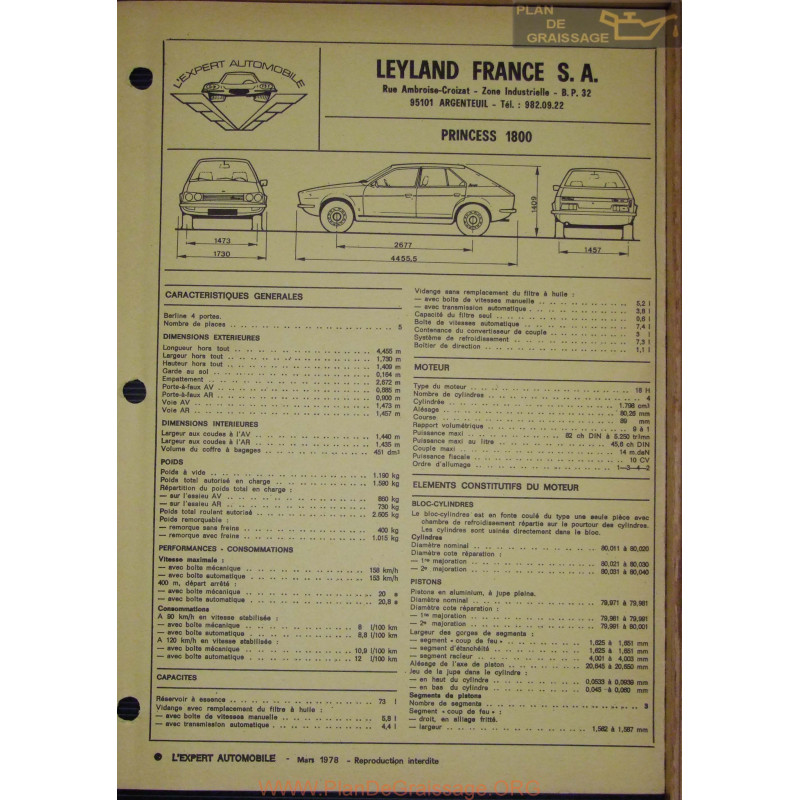 PLAN
DE
GRAISSAGE
L'EXPERT AUTOMOBILE
LEYLAND FRANCE S. A.
Rue Ambroise-Croizat - Zone Industrielle - B. P. 32
95101 ARGENTEUIL - Tél. : 982.09.22
PRINCESS 1800
1473
1730
2677
4455,5
1409
1457
CARACTERISTIQUES GENERALES
Berline 4 portes.
Nombre de places 5
DIMENSIONS EXTERIEURES
Longueur hors tout 4,455 m
Largeur hors tout 1,730 m
Hauteur hors tout 1,409 m
Garde au sol 0,164 m
Empattement 2,672 m
Porte-à-faux AV 0,885 m
Porte-à-faux AR 0,900 m
Voie AV 1,473 m
Voie AR 1,457 m
DIMENSIONS INTERIEURES
Largeur aux coudes à l'AV 1,440 m
Largeur aux coudes à l'AR 1,435 m
Volume du coffre à bagages 451 dm3
POIDS
Poids à vide 1.190 kg
Poids total autorisé en charge 1.590 kg
Répartition du poids total en charge :
— sur l'essieu AV 860 kg
— sur l'essieu AR 730 kg
Poids total roulant autorisé 2.605 kg
Poids remorquable :
— remorque sans freins 400 kg
— remorque avec freins 1.015 kg
PERFORMANCES - CONSOMMATIONS
Vitesse maximale :
— avec boîte mécanique 158 km/h
— avec boîte automatique 153 km/h
400 m, départ arrêté :
— avec boîte mécanique 20 s
— avec boîte automatique 20,8 s
Consommations
A 90 km/h en vitesse stabilisée :
— avec boîte mécanique 8 l/100 km
— avec boîte automatique 8,8 l/100 km
A 120 km/h en vitesse stabilisée :
— avec boîte mécanique 10,9 l/100 km
— avec boîte automatique 12 l/100 km
CAPACITES
Réservoir à essence 73 l
Vidange avec remplacement du filtre à huile :
— avec boîte de vitesses manuelle 5,8 l
— avec transmission automatique 4,4 l
Vidange sans remplacement du filtre à huile :
— avec boîte de vitesses manuelle 5,2 l
— avec transmission automatique 3,8 l
Capacité du filtre seul 0,6 l
Boîte de vitesses automatique 7,4 l
Contenance du convertisseur de couple 3 l
Système de refroidissement 7,3 l
Boîtier de direction 1,1 l
MOTEUR
Type du moteur 18 H
Nombre de cylindres 4
Cylindrée 1.798 cm3
Alésage 80,26 mm
Course 89 mm
Rapport volumétrique 9 à 1
Puissance maxi 82 ch DIN à 5.250 tr/mn
Puissance maxi au litre 45,6 ch DIN
Couple maxi 14 m.daN
Puissance fiscale 10 CV
Ordre d'allumage 1—3—4—2
ELEMENTS CONSTITUTIFS DU MOTEUR
BLOC-CYLINDRES
Le bloc-cylindres est en fonte coulé du type une seule pièce avec
chambre de refroidissement répartie sur le pourtour des cylindres.
Les cylindres sont usinés directement dans le bloc.
Cylindres
Diamètre nominal 80,011 à 80,020
Diamètre cote réparation :
— 1re majoration 80,021 à 80,030
— 2e majoration 80,031 à 80,040
PISTONS
Pistons en aluminium, à jupe pleine.
Diamètre nominal 79,971 à 79,981
Diamètre cote réparation :
— 1re majoration 79,981 à 79,991
— 2e majoration 79,991 à 80,001
Largeur des gorges de segments :
— segment « coup de feu » 1,625 à 1,651 mm
— segment d'étanchéité 1,625 à 1,651 mm
— segment racleur 4,001 à 4,003 mm
Alésage de l'axe de piston 20,645 à 20,650 mm
Jeu de la jupe dans le cylindre :
— en haut du cylindre 0,0533 à 0,0839 mm
— en bas du cylindre 0,045 à 0,060 mm
Segments de pistons
Nombre de segments 3
Segment « coup de feu » :
— droit, en alliage fritté.
— largeur 1,562 à 1,587 mm
L'EXPERT AUTOMOBILE - Mars 1978 - Reproduction interdite
www.PlanDeGraissage.ORG